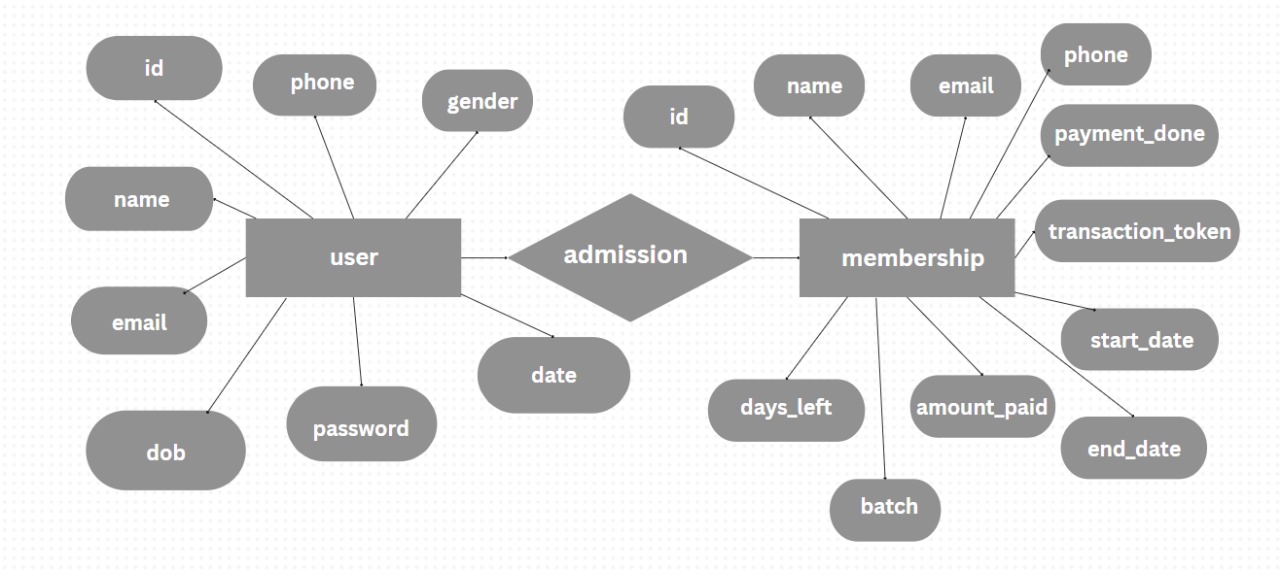 id
phone
gender
name
user
email
dob
password
date
admission
id
name
email
phone
payment_done
transaction_token
membership
start_date
end_date
amount_paid
days_left
batch